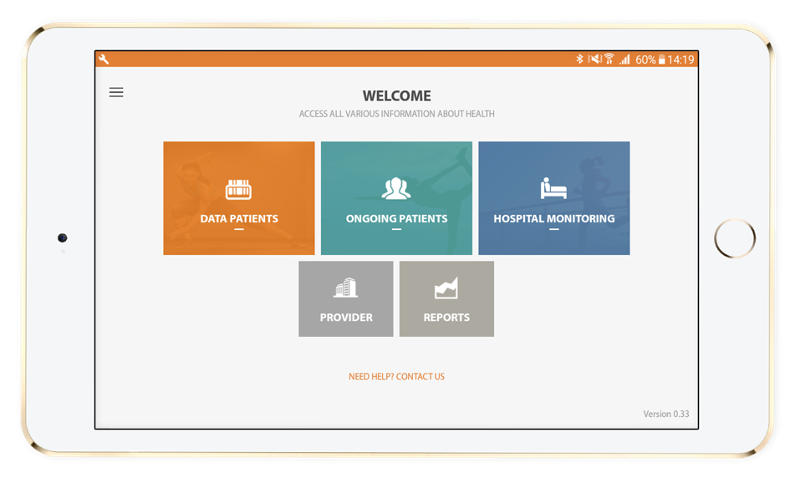 60% 14:19
WELCOME
ACCESS ALL VARIOUS INFORMATION ABOUT HEALTH
DATA PATIENTS
ONGOING PATIENTS
HOSPITAL MONITORING
PROVIDER
REPORTS
NEED HELP? CONTACT US
Version 0.33